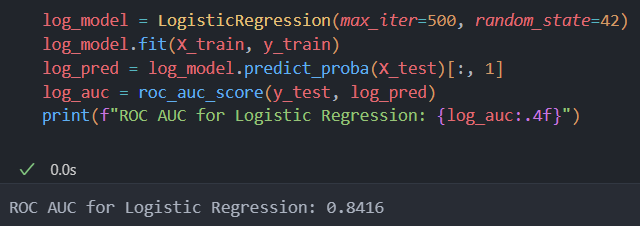 log_model = LogisticRegression(max_iter=500, random_state=42)
log_model.fit(X_train, y_train)
log_pred = log_model.predict_proba(X_test)[:, 1]
log_auc = roc_auc_score(y_test, log_pred)
print(f"ROC AUC for Logistic Regression: {log_auc:.4f}")
0.0s
ROC AUC for Logistic Regression: 0.8416